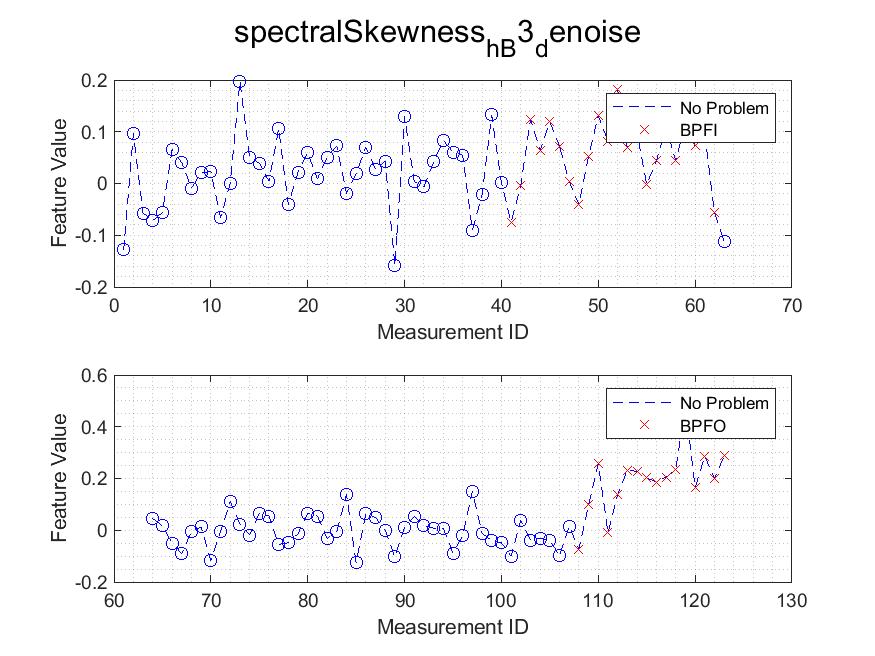 spectralSkewness_hB3_denoise
0.2
0.1
0
-0.1
-0.2
Feature Value
0 10 20 30 40 50 60 70
Measurement ID
No Problem
BPFI
0.6
0.4
0.2
0
-0.2
Feature Value
60 70 80 90 100 110 120 130
Measurement ID
No Problem
BPFO